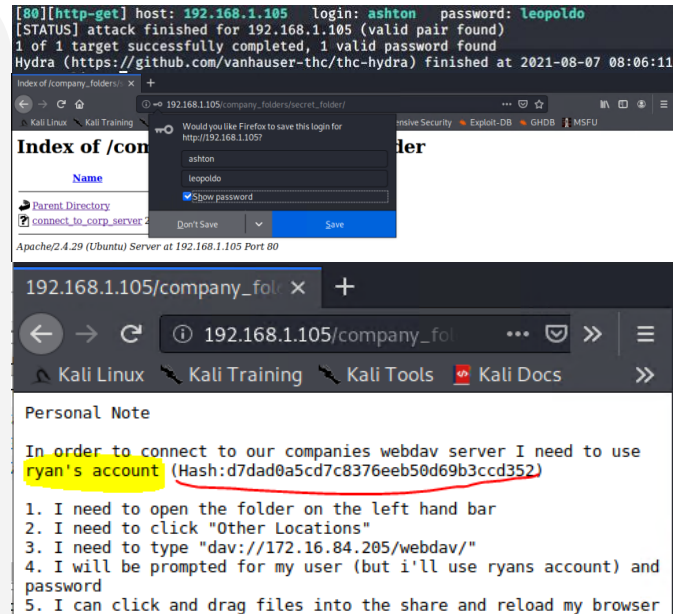 [80][http-get] host: 192.168.1.105 login: ashton password: leopoldo
[STATUS] attack finished for 192.168.1.105 (valid pair found)
1 of 1 target successfully completed, 1 valid password found
Hydra (https://github.com/vanhauser-thc/thc-hydra) finished at 2021-08-07 08:06:11
Index of /company_folders/
192.168.1.105/company_folders/secret_folder/
Kali Linux Kali Training ensive Security Exploit-DB GHDB MSFU
Would you like Firefox to save this login for
http://192.168.1.105?
ashton
leopoldo
Show password
Don't Save Save
Index of /com der
Name
Parent Directory
connect_to_corp_server 2
Apache/2.4.29 (Ubuntu) Server at 192.168.1.105 Port 80
192.168.1.105/company_fol
192.168.1.105/company_fol
Kali Linux Kali Training Kali Tools Kali Docs
Personal Note
In order to connect to our companies webdav server I need to use
ryan's account (Hash:d7dad0a5cd7c8376eeb50d69b3ccd352)
1. I need to open the folder on the left hand bar
2. I need to click "Other Locations"
3. I need to type "dav://172.16.84.205/webdav/"
4. I will be prompted for my user (but i'll use ryans account) and
password
5. I can click and drag files into the share and reload my browser